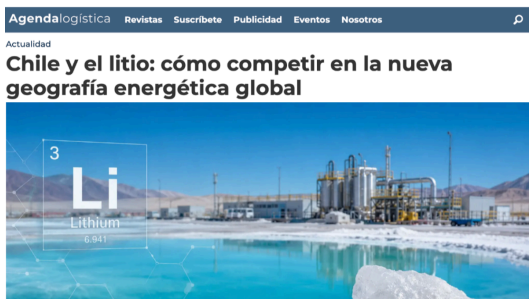 Agendalogística Revistas Suscríbete Publicidad Eventos Nosotros
Actualidad
Chile y el litio: cómo competir en la nueva
geografía energética global
3
Li
Lithium
6.941